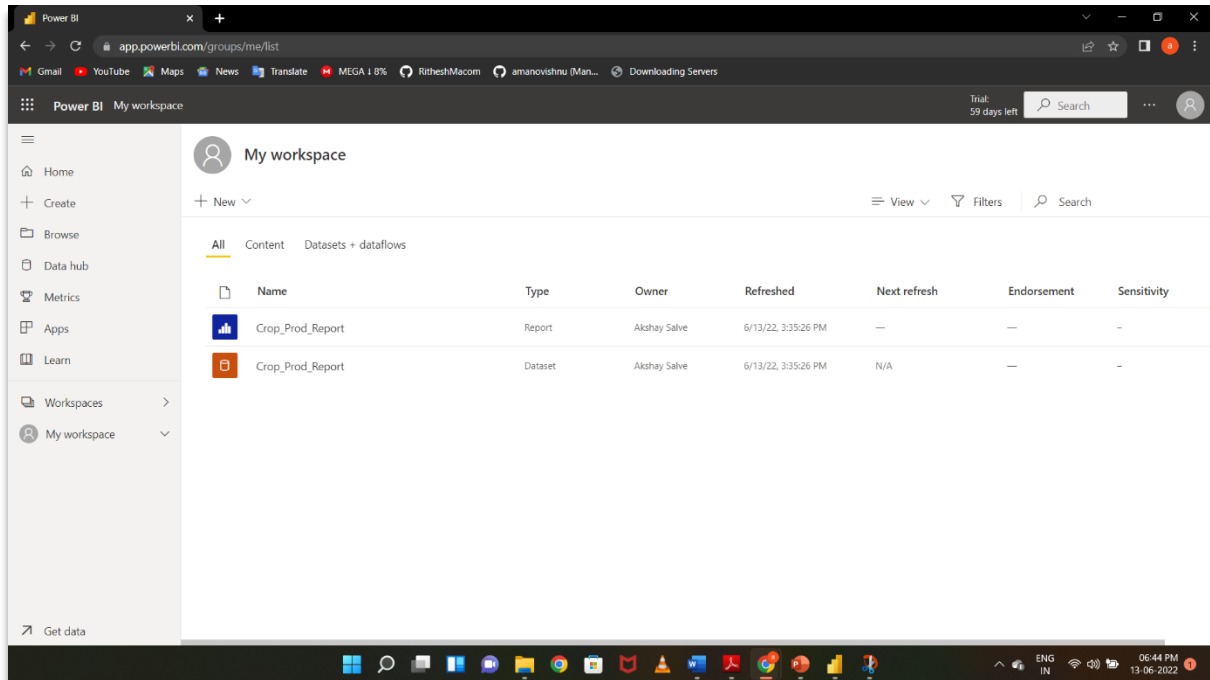 Power BI
app.powerbi.com/groups/me/list
a
Gmail YouTube Maps News Translate MEGA ⇓8% RitheshMacom amanovishnu (Man... Downloading Servers
Power BI My workspace
Trial:
59 days left
Search
Home
Create
Browse
Data hub
Metrics
Apps
Learn
Workspaces
My workspace
Get data
My workspace
New
View Filters Search
All Content Datasets + dataflows
Name Type Owner Refreshed Next refresh Endorsement Sensitivity
Crop_Prod_Report Report Akshay Salve 6/13/22, 3:35:26 PM — — –
Crop_Prod_Report Dataset Akshay Salve 6/13/22, 3:35:26 PM N/A — –
ENG
IN
06:44 PM
13-06-2022
1